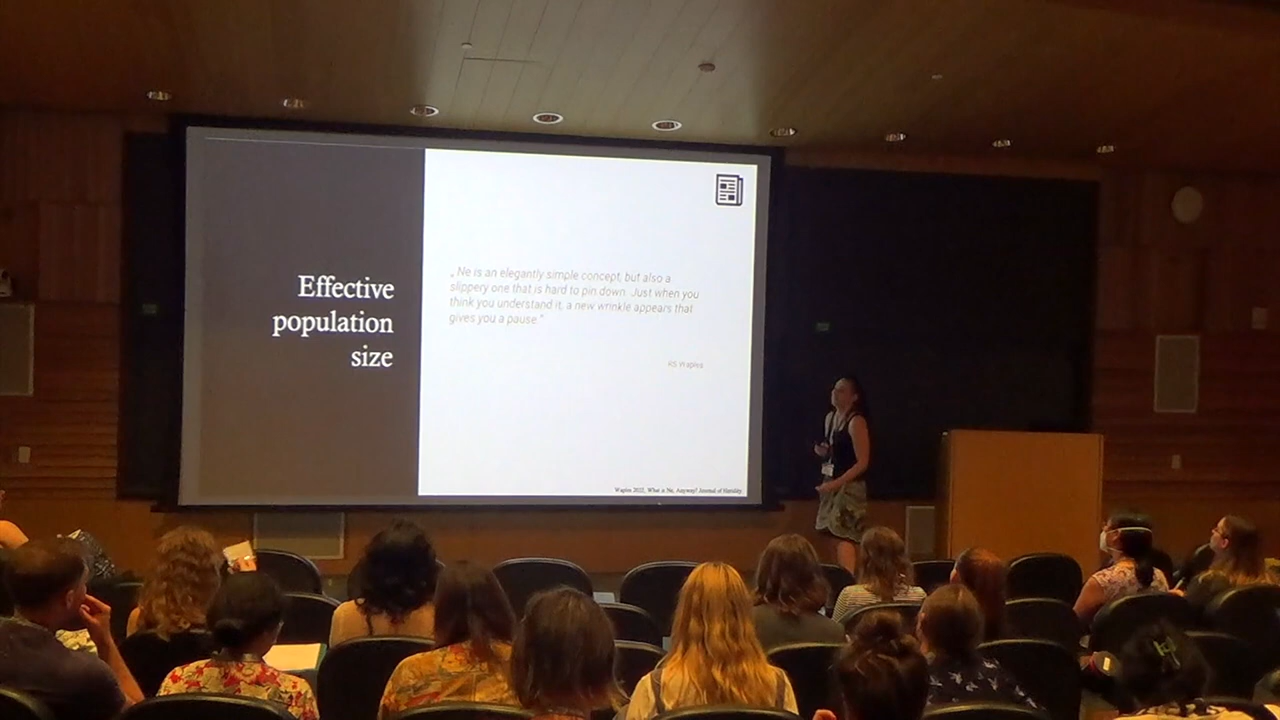 Effective
population
size
„ Ne is an elegantly simple concept, but also a
slippery one that is hard to pin down. Just when you
think you understand it, a new wrinkle appears that
gives you a pause.“
RS Waples
Waples 2022, What is Ne, Anyway? Journal of Heredity